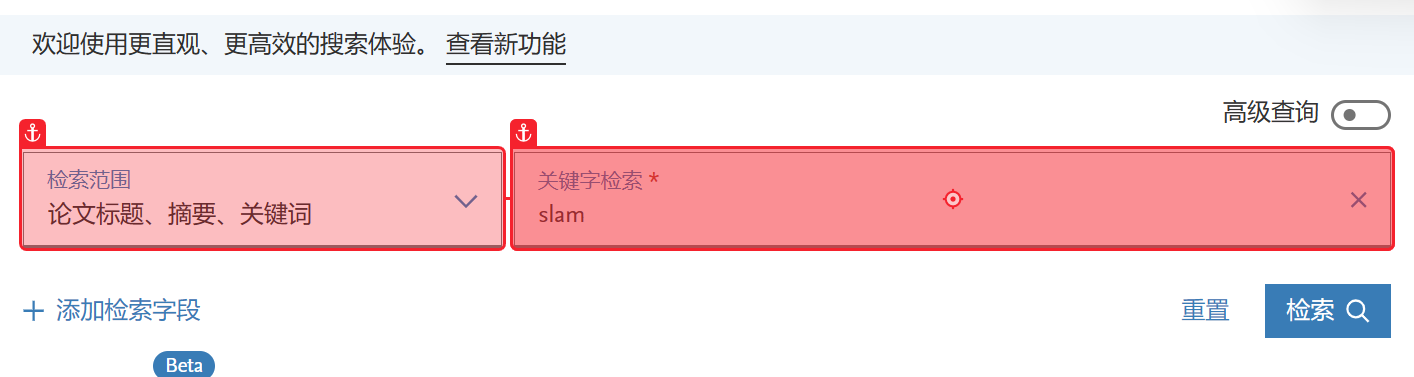 欢迎使用更直观、更高效的搜索体验。 查看新功能
高级查询
检索范围
论文标题、摘要、关键词
关键字检索 *
slam
添加检索字段
重置
检索
Beta